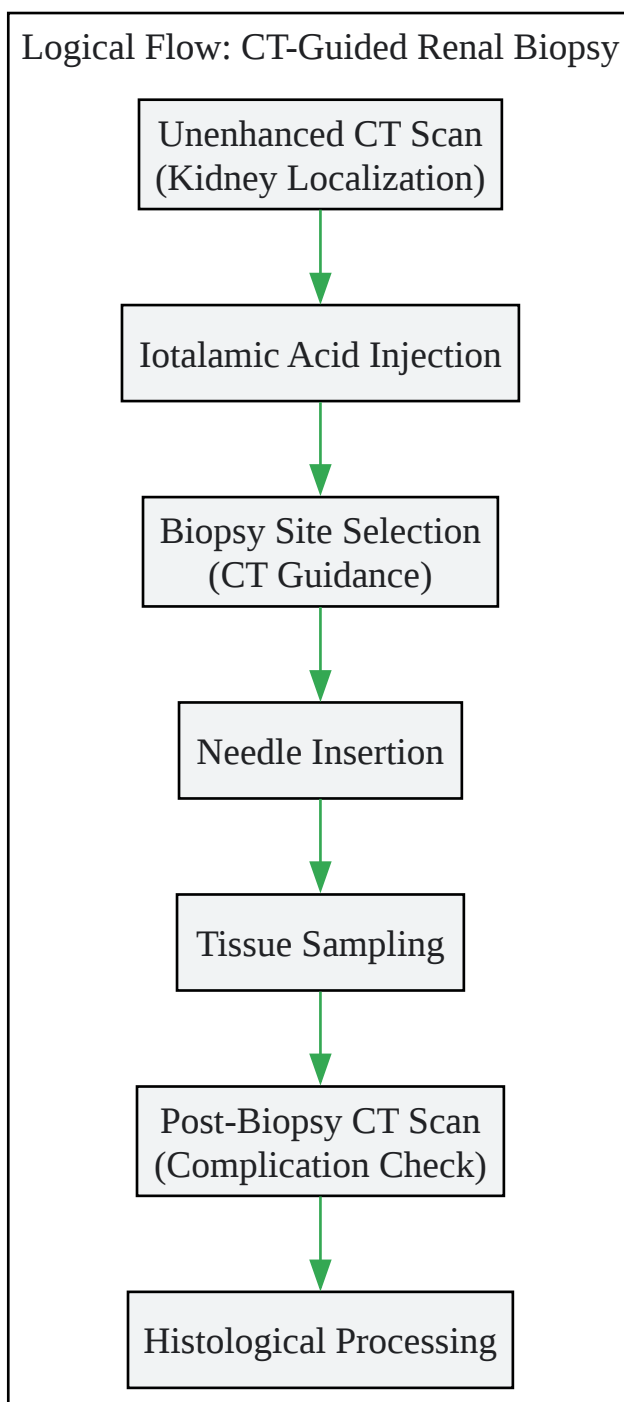 Logical Flow: CT-Guided Renal Biopsy
Unenhanced CT Scan
(Kidney Localization)
Iotalamic Acid Injection
Biopsy Site Selection
(CT Guidance)
Needle Insertion
Tissue Sampling
Post-Biopsy CT Scan
(Complication Check)
Histological Processing